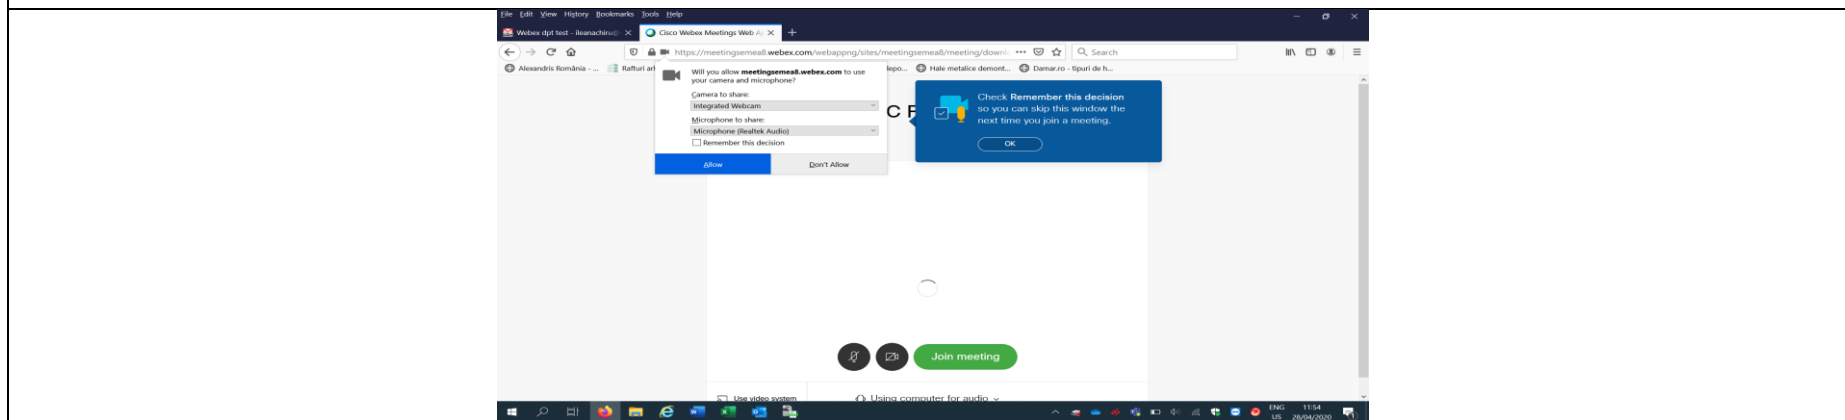 File Edit View History Bookmarks Tools Help
Webex dpt test - ileanachiru@ Cisco Webex Meetings Web A
https://meetingsemea8.webex.com/webappng/sites/meetingsemea8/meeting/downl Search
Alexandris România - ... Rafturi ar Hale metalice demont... Damar.ro - tipuri de h...
Will you allow meetingsemea8.webex.com to use
your camera and microphone?
Camera to share:
Integrated Webcam
Microphone to share:
Microphone (Realtek Audio)
Remember this decision
Allow Don't Allow
Check Remember this decision
so you can skip this window the
next time you join a meeting.
OK
Join meeting
Use video system Using computer for audio
ENG 11:54
US 28/04/2020